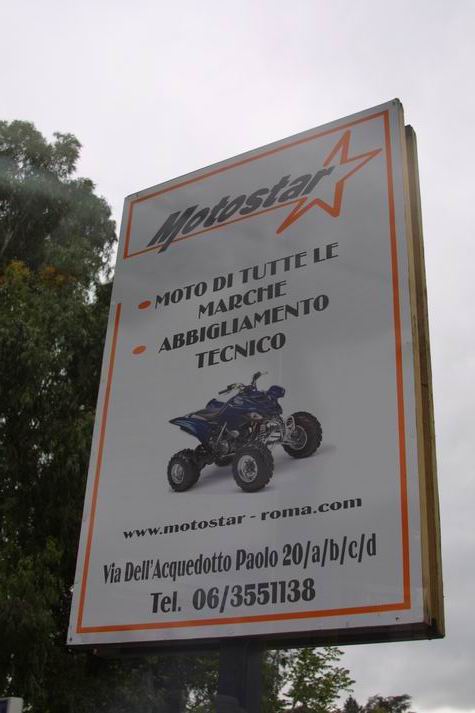 Motostar
MOTO DI TUTTE LE
MARCHE
ABBIGLIAMENTO
TECNICO
www.motostar-roma.com
Via Dell'Acquedotto Paolo 20/a/b/c/d
Tel. 06/3551138